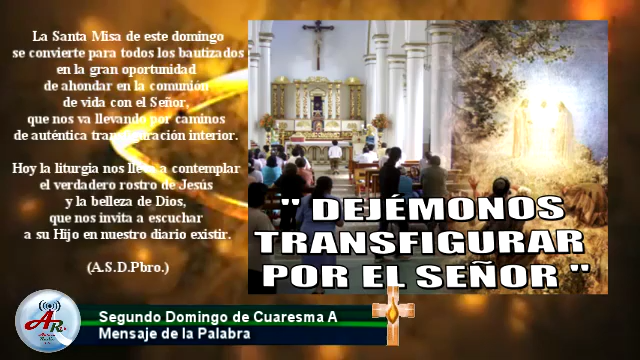 La Santa Misa de este domingo
se convierte para todos los bautizados
en la gran oportunidad
de ahondar en la comunión
de vida con el Señor,
que nos va llevando por caminos
de auténtica transfiguración interior.
Hoy la liturgia nos lleva a contemplar
el verdadero rostro de Jesús
y la belleza de Dios,
que nos invita a escuchar
a su Hijo en nuestro diario existir.
(A.S.D.Pbro.)
" DEJÉMONOS
TRANSFIGURAR
POR EL SEÑOR "
AR
Segundo Domingo de Cuaresma A
Mensaje de la Palabra